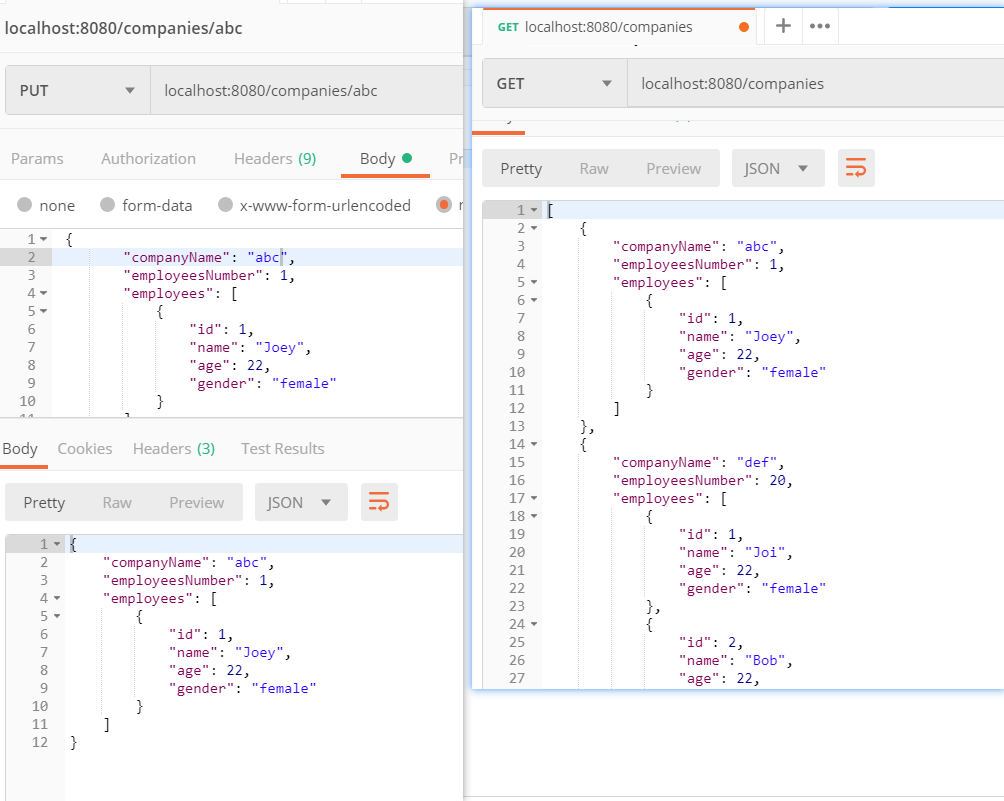 localhost:8080/companies/abc
PUT localhost:8080/companies/abc
Params Authorization Headers (9) Body
none form-data x-www-form-urlencoded
1 {
2 "companyName": "abc",
3 "employeesNumber": 1,
4 "employees": [
5 {
6 "id": 1,
7 "name": "Joey",
8 "age": 22,
9 "gender": "female"
10 }
Body Cookies Headers (3) Test Results
Pretty Raw Preview JSON
1 {
2 "companyName": "abc",
3 "employeesNumber": 1,
4 "employees": [
5 {
6 "id": 1,
7 "name": "Joey",
8 "age": 22,
9 "gender": "female"
10 }
11 ]
12 }
GET localhost:8080/companies
GET localhost:8080/companies
Pretty Raw Preview JSON
1 [
2 {
3 "companyName": "abc",
4 "employeesNumber": 1,
5 "employees": [
6 {
7 "id": 1,
8 "name": "Joey",
9 "age": 22,
10 "gender": "female"
11 }
12 ]
13 },
14 {
15 "companyName": "def",
16 "employeesNumber": 20,
17 "employees": [
18 {
19 "id": 1,
20 "name": "Joi",
21 "age": 22,
22 "gender": "female"
23 },
24 {
25 "id": 2,
26 "name": "Bob",
27 "age": 22,